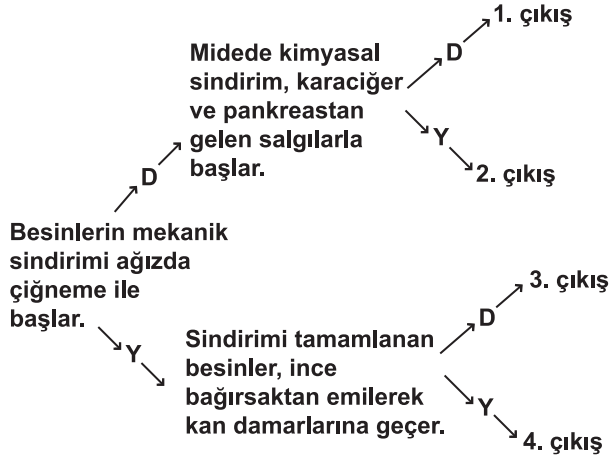 Besinlerin mekanik
sindirimi ağızda
çiğneme ile
başlar.
D
Midede kimyasal
sindirim, karaciğer
ve pankreastan
gelen salgılarla
başlar.
D
1. çıkış
Y
2. çıkış
Y
Sindirimi tamamlanan
besinler, ince
bağırsaktan emilerek
kan damarlarına geçer.
D
3. çıkış
Y
4. çıkış